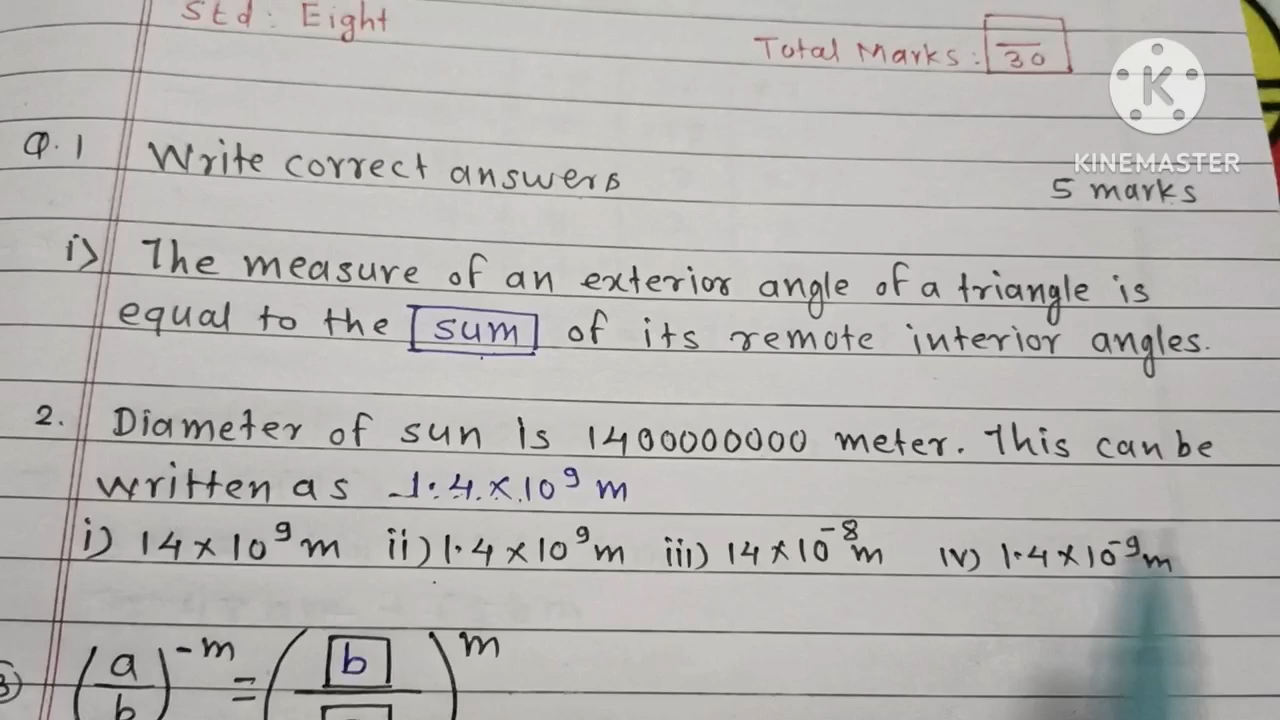 Std: Eight
Total Marks: 30
K
KINEMASTER
Q.1 Write correct answers
5 marks
i) The measure of an exterior angle of a triangle is
equal to the sum of its remote interior angles.
2. Diameter of sun is 1400000000 meter. This can be
written as 1.4 × 10⁹ m
i) 14 × 10⁹ m ii) 1.4 × 10⁹ m iii) 14 × 10⁻⁸ m iv) 1.4 × 10⁻⁹ m
3) (a/b)⁻ᵐ = (b/ )ᵐ